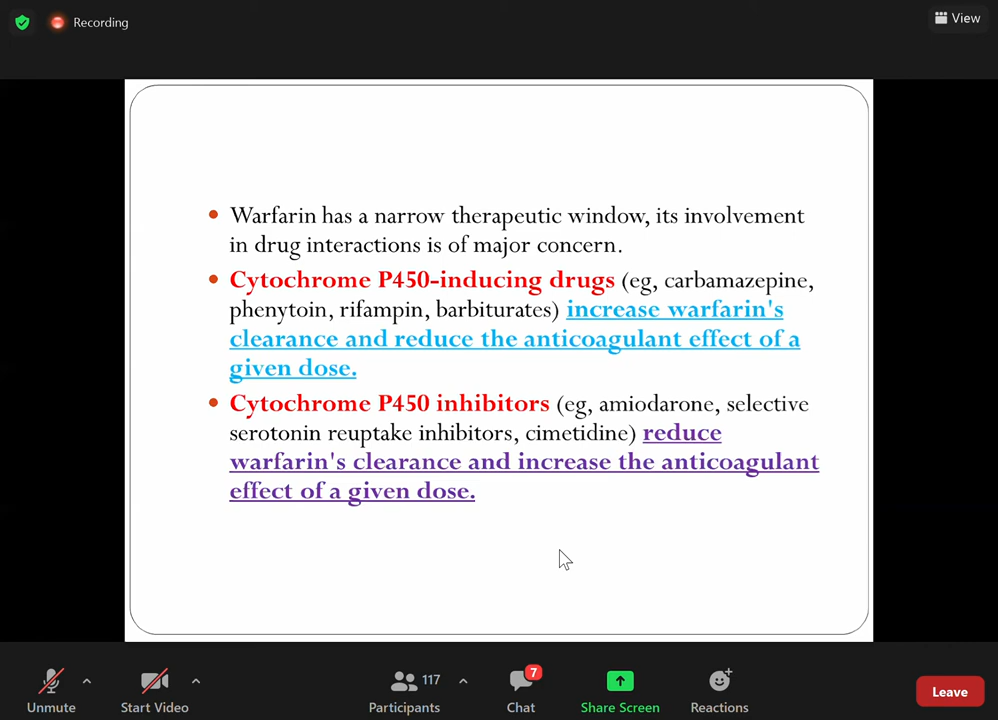 Recording
View
Warfarin has a narrow therapeutic window, its involvement
in drug interactions is of major concern.
Cytochrome P450-inducing drugs (eg, carbamazepine,
phenytoin, rifampin, barbiturates) increase warfarin's
clearance and reduce the anticoagulant effect of a
given dose.
Cytochrome P450 inhibitors (eg, amiodarone, selective
serotonin reuptake inhibitors, cimetidine) reduce
warfarin's clearance and increase the anticoagulant
effect of a given dose.
117
7
Unmute
Start Video
Participants
Chat
Share Screen
Reactions
Leave